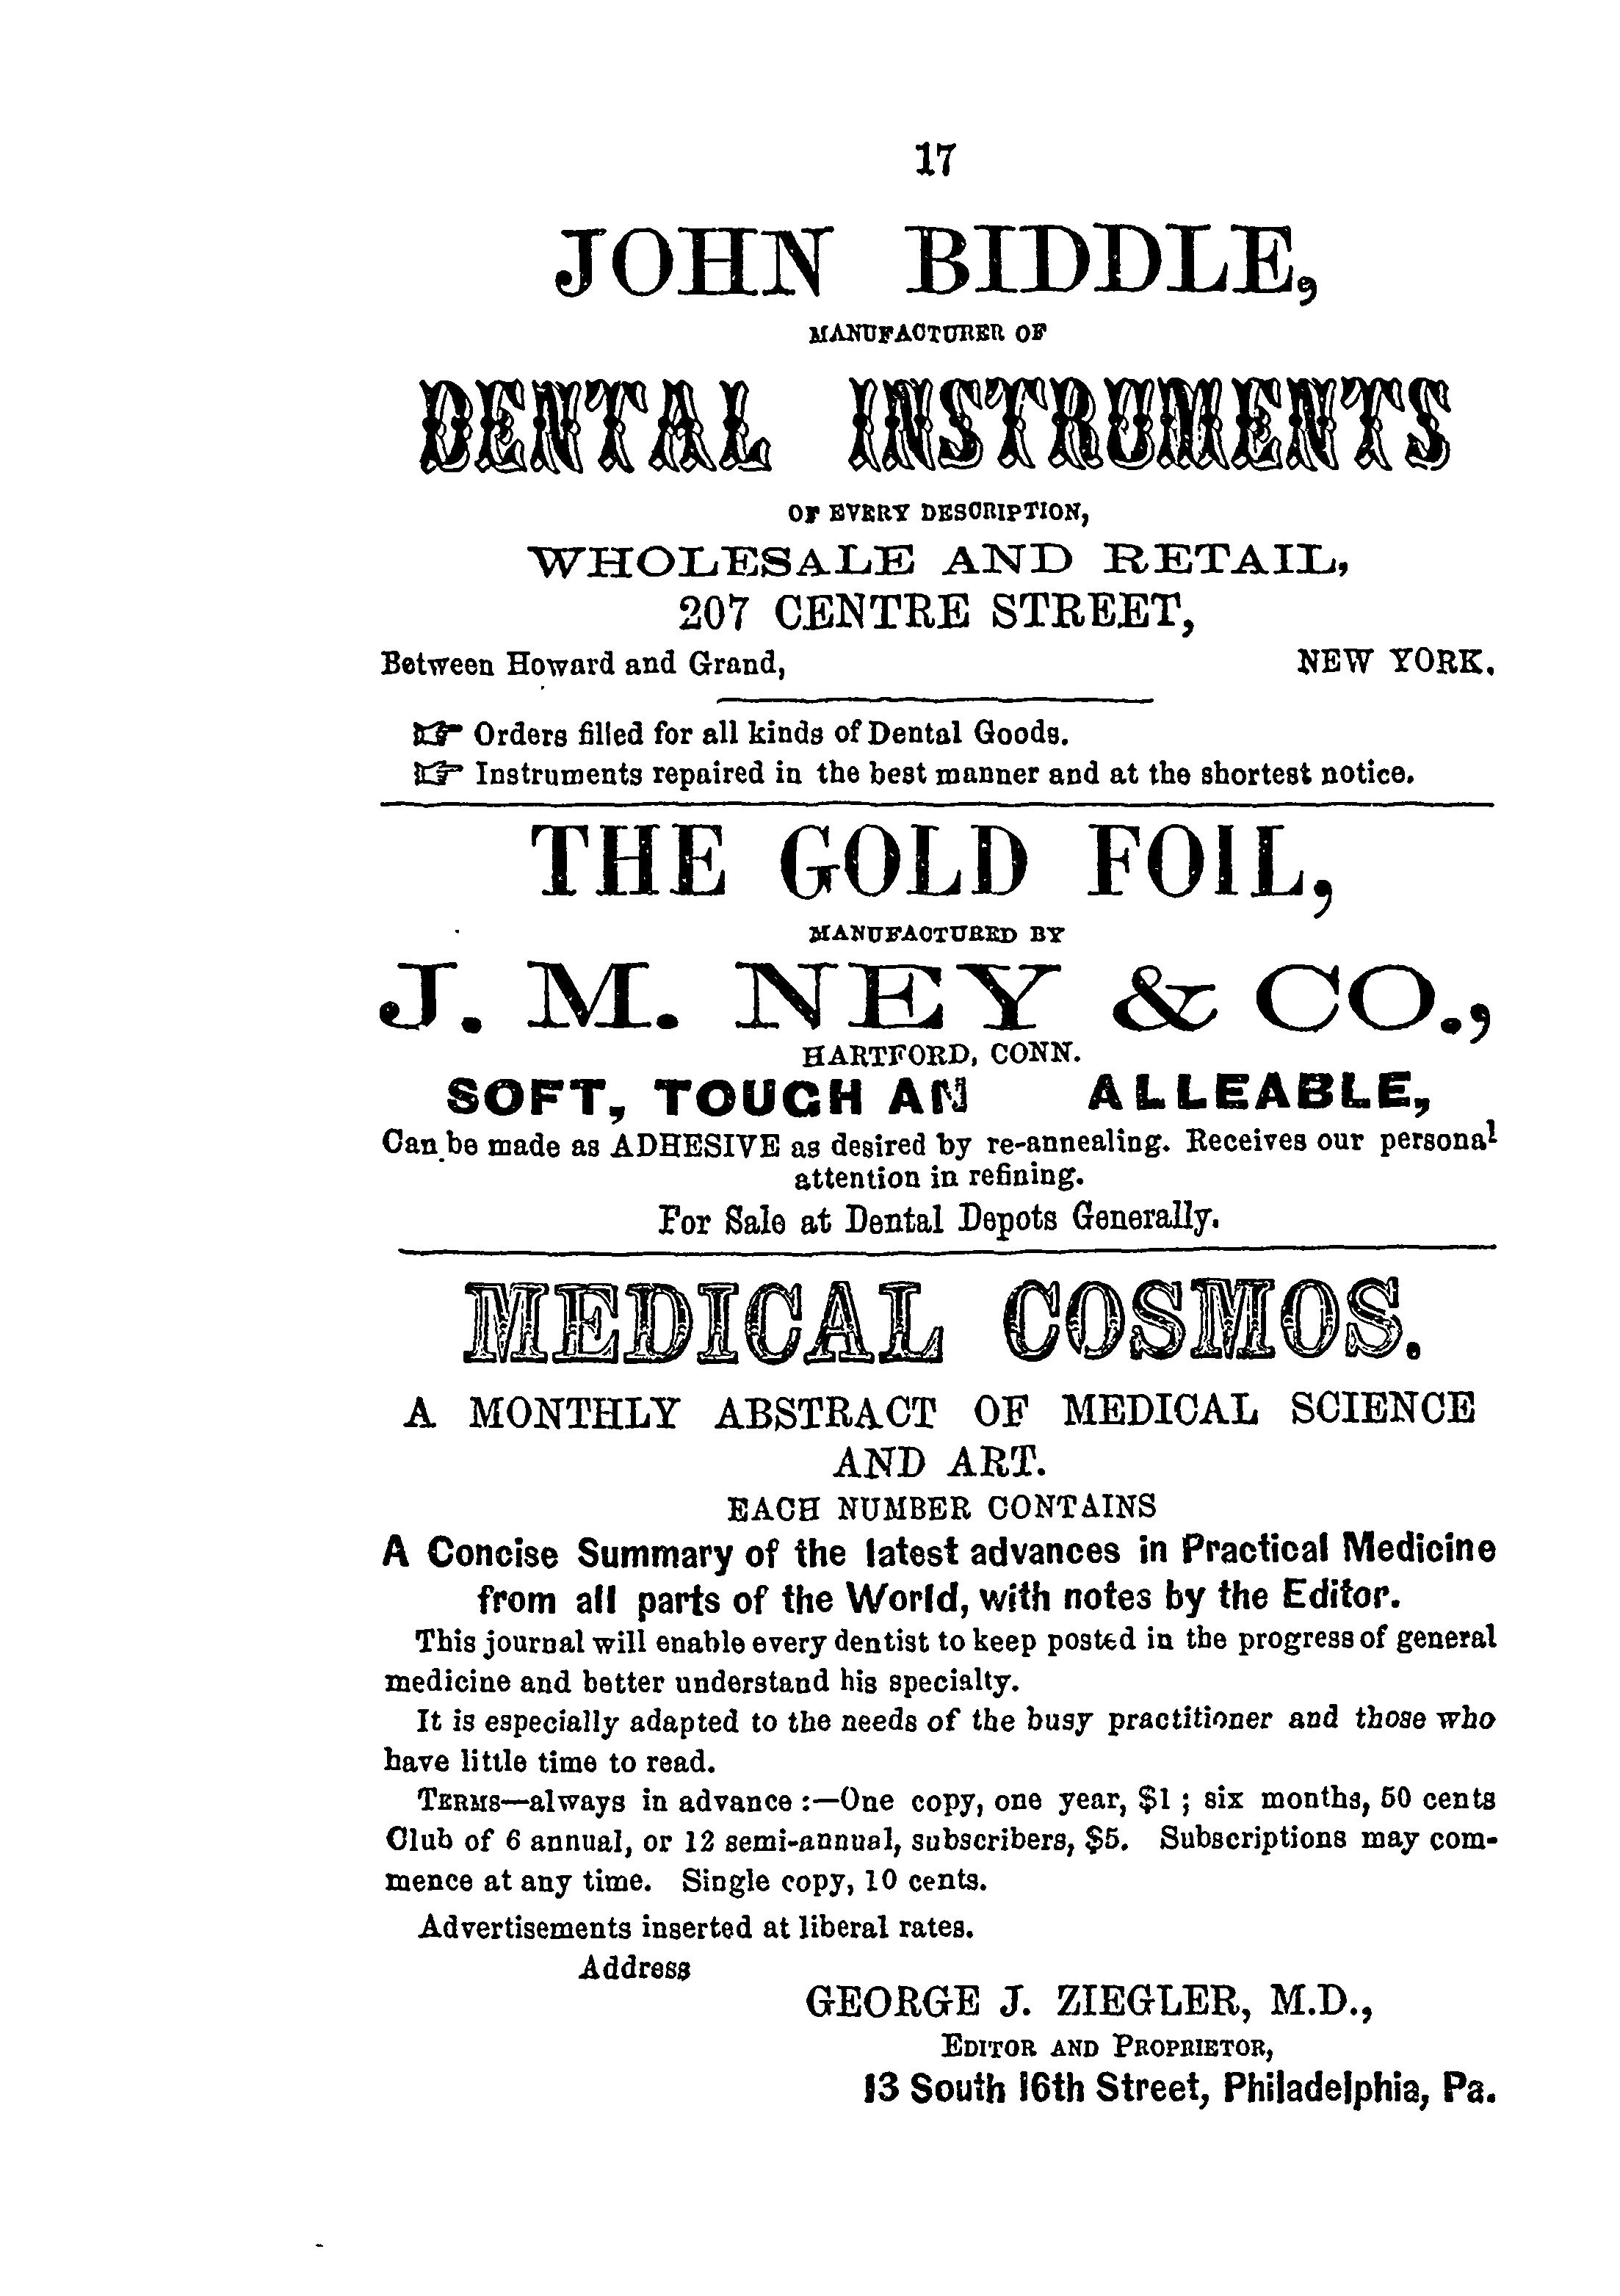 17
JOHN BIDDLE,
MANUFACTURER OF
DENTAL INSTRUMENTS
OF EVERY DESCRIPTION,
WHOLESALE AND RETAIL,
207 CENTRE STREET,
Between Howard and Grand, NEW YORK.
☞ Orders filled for all kinds of Dental Goods.
☞ Instruments repaired in the best manner and at the shortest notice.
THE GOLD FOIL,
MANUFACTURED BY
J. M. NEY & CO.,
HARTFORD, CONN.
SOFT, TOUGH AN ALLEABLE,
Can be made as ADHESIVE as desired by re-annealing. Receives our personal
attention in refining.
For Sale at Dental Depots Generally.
MEDICAL COSMOS.
A MONTHLY ABSTRACT OF MEDICAL SCIENCE
AND ART.
EACH NUMBER CONTAINS
A Concise Summary of the latest advances in Practical Medicine
from all parts of the World, with notes by the Editor.
This journal will enable every dentist to keep posted in the progress of general
medicine and better understand his specialty.
It is especially adapted to the needs of the busy practitioner and those who
have little time to read.
TERMS—always in advance :—One copy, one year, $1 ; six months, 50 cents
Club of 6 annual, or 12 semi-annual, subscribers, $5. Subscriptions may com-
mence at any time. Single copy, 10 cents.
Advertisements inserted at liberal rates.
Address
GEORGE J. ZIEGLER, M.D.,
EDITOR AND PROPRIETOR,
13 South 16th Street, Philadelphia, Pa.